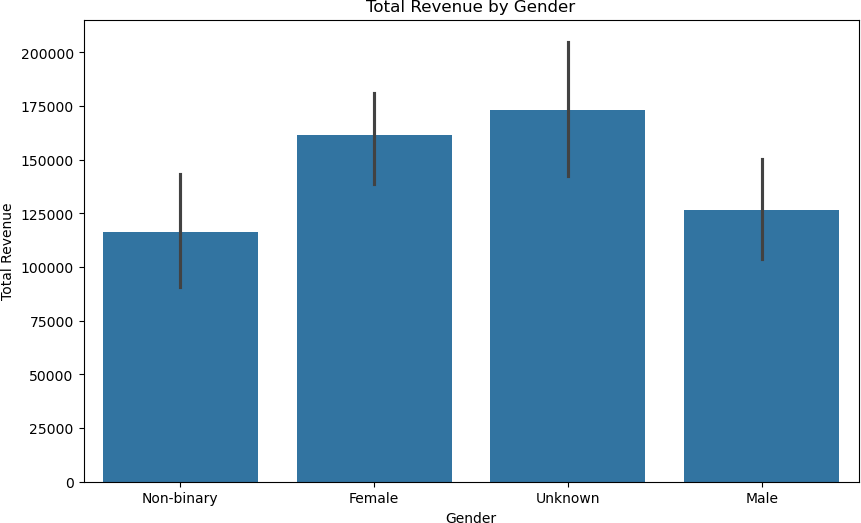 Total Revenue by Gender
Total Revenue
200000
175000
150000
125000
100000
75000
50000
25000
0
Non-binary
Female
Unknown
Male
Gender